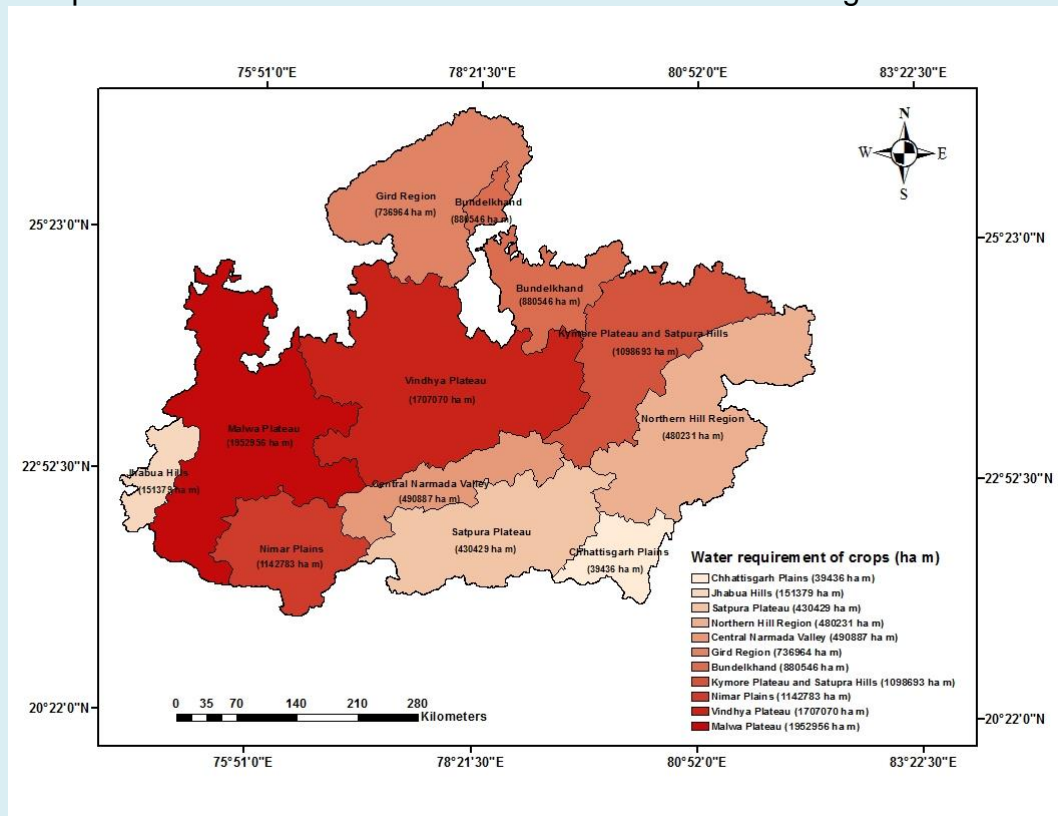 75°51'0"E 78°21'30"E 80°52'0"E 83°22'30"E
N
W E
S
Gird Region
(736964 ha m)
Bundelkhand
(880546 ha m)
25°23'0"N
25°23'0"N
Bundelkhand
(880546 ha m)
Kymore Plateau and Satpura Hills
(1098693 ha m)
Vindhya Plateau
(1707070 ha m)
Malwa Plateau
(1952956 ha m)
Northern Hill Region
(480231 ha m)
22°52'30"N
22°52'30"N
Jhabua Hills
(151379 ha m)
Central Narmada Valley
(490887 ha m)
Satpura Plateau
(430429 ha m)
Nimar Plains
(1142783 ha m)
Chhattisgarh Plains
(39436 ha m)
Water requirement of crops (ha m)
Chhattisgarh Plains (39436 ha m)
Jhabua Hills (151379 ha m)
Satpura Plateau (430429 ha m)
Northern Hill Region (480231 ha m)
Central Narmada Valley (490887 ha m)
Gird Region (736964 ha m)
Bundelkhand (880546 ha m)
Kymore Plateau and Satupra Hills (1098693 ha m)
Nimar Plains (1142783 ha m)
Vindhya Plateau (1707070 ha m)
Malwa Plateau (1952956 ha m)
20°22'0"N
20°22'0"N
0 35 70 140 210 280
Kilometers
75°51'0"E 78°21'30"E 80°52'0"E 83°22'30"E